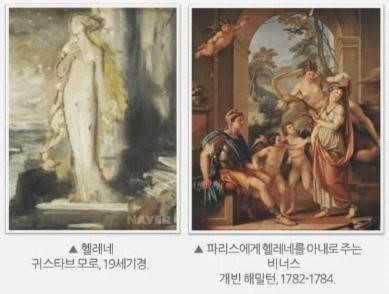 NAVER
▲ 헬레네
귀스타브 모로, 19세기경.
▲ 파리스에게 헬레네를 아내로 주는
비너스
개빈 해밀턴, 1782-1784.